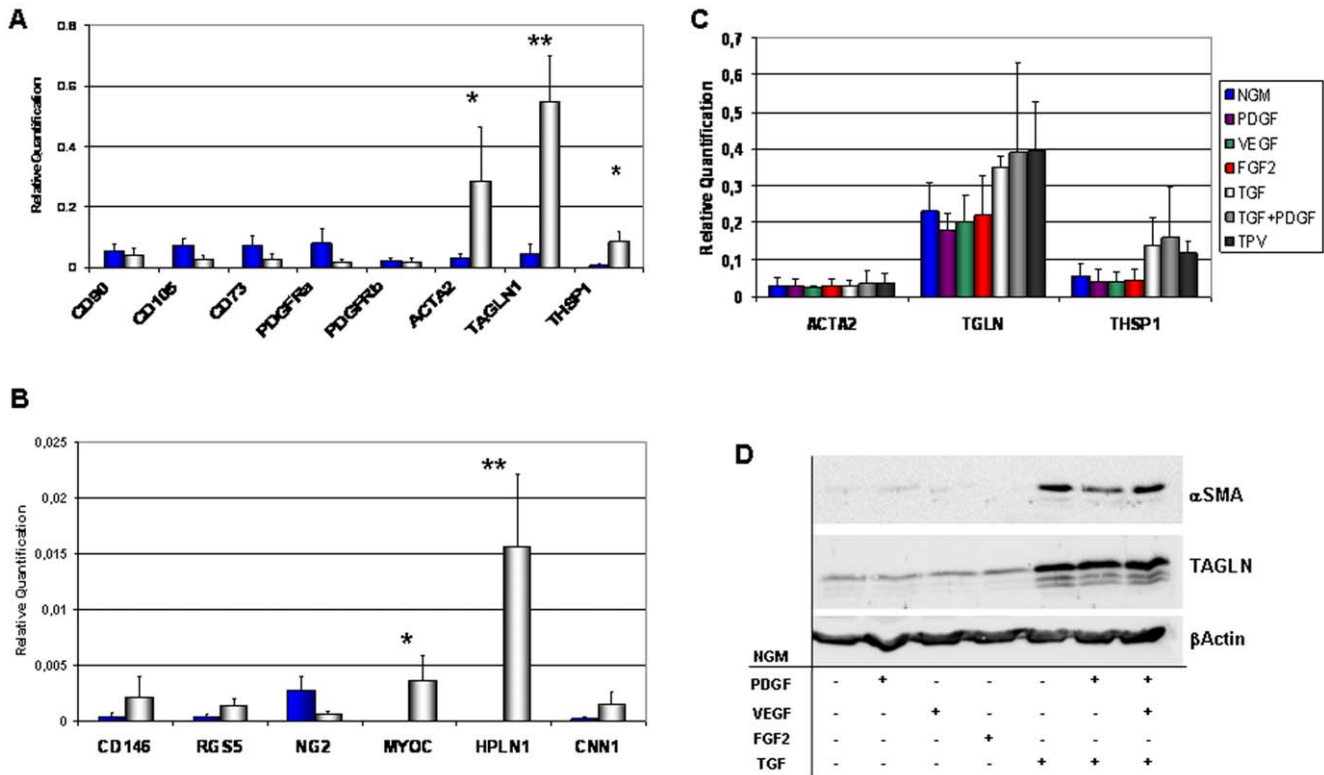 A
0.8
0.6
0.4
0.2
0
Relative Quantification
*
**
*
CD90
CD105
CD73
PDGFRa
PDGFRb
ACTA2
TAGLN1
THSP1
B
0,025
0,02
0,015
0,01
0,005
0
Relative Quantification
*
**
CD146
RGS5
NG2
MYOC
HPLN1
CNN1
C
0,7
0,6
0,5
0,4
0,3
0,2
0,1
0
Relative Quantification
ACTA2
TGLN
THSP1
NGM
PDGF
VEGF
FGF2
TGF
TGF+PDGF
TPV
D
αSMA
TAGLN
βActin
NGM
PDGF - + - - - + +
VEGF - - + - - - +
FGF2 - - - + - - -
TGF - - - - + + +